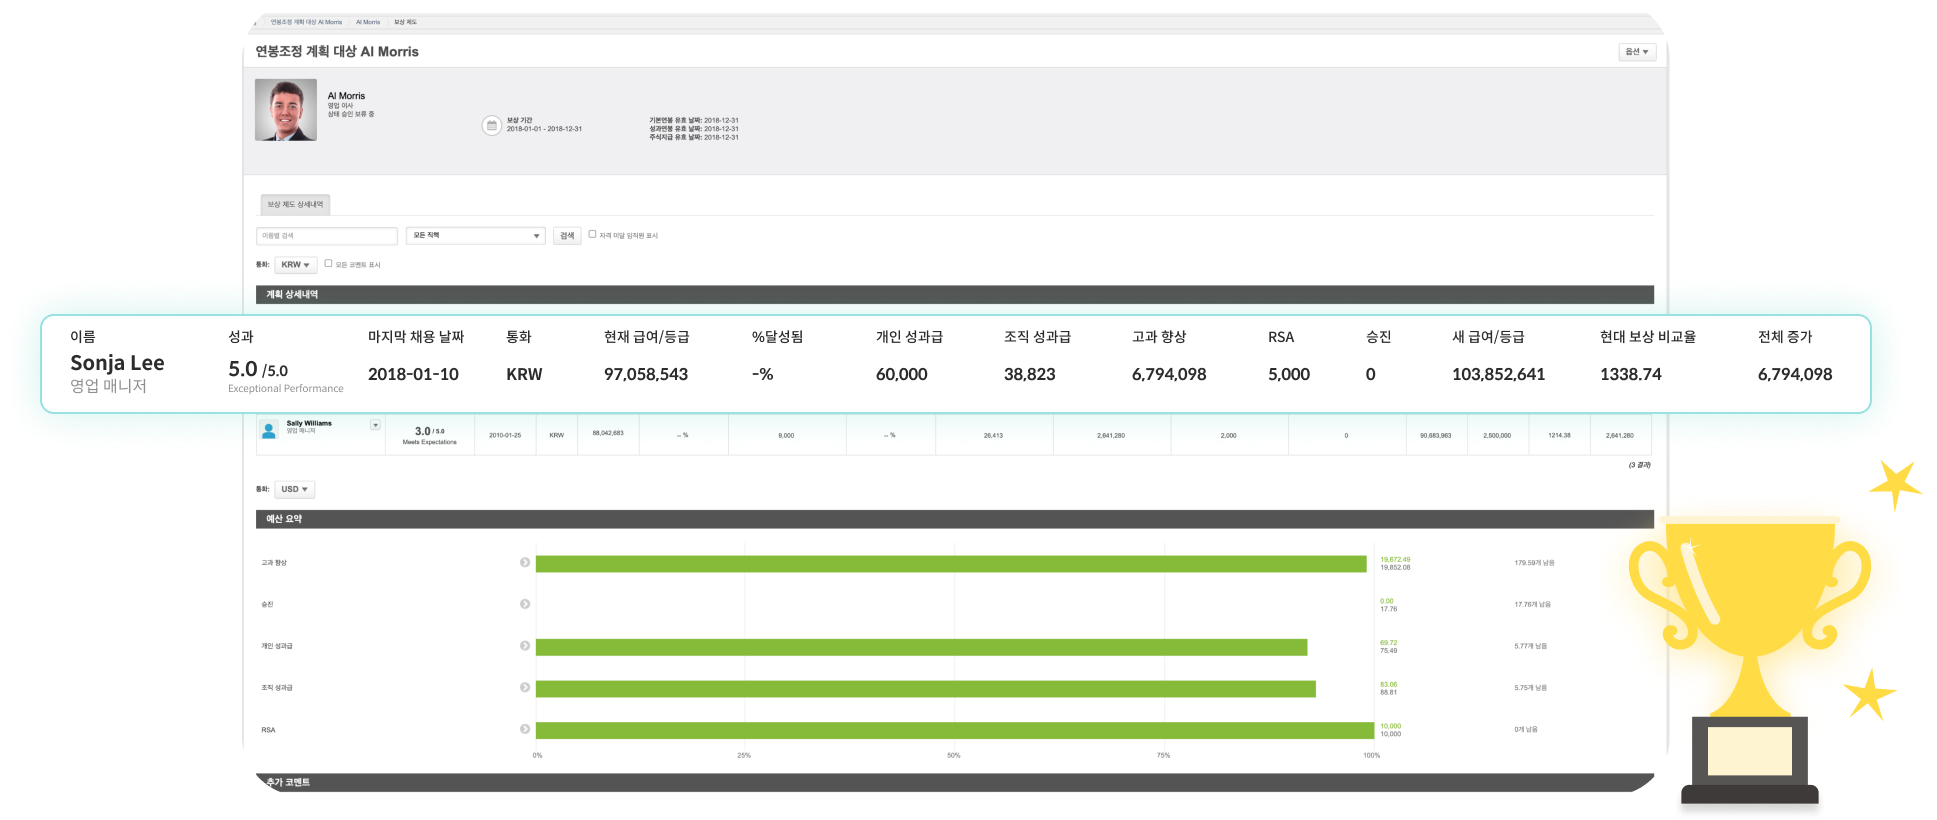 연봉조정 계획 대상 Al Morris Al Morris 보상 제도
연봉조정 계획 대상 Al Morris
옵션
Al Morris
영업 이사
상태 승인 보류 중
보상 기간
2018-01-01 - 2018-12-31
기본연봉 유효 날짜: 2018-12-31
성과연봉 유효 날짜: 2018-12-31
주식지급 유효 날짜: 2018-12-31
보상 제도 상세내역
이름별 검색 모든 직책 검색 자격 미달 임직원 표시
통화: KRW 모든 코멘트 표시
계획 상세내역
이름 성과 마지막 채용 날짜 통화 현재 급여/등급 %달성됨 개인 성과급 조직 성과급 고과 향상 RSA 승진 새 급여/등급 현대 보상 비교율 전체 증가
Sonja Lee 5.0 /5.0 2018-01-10 KRW 97,058,543 -% 60,000 38,823 6,794,098 5,000 0 103,852,641 1338.74 6,794,098
영업 매니저 Exceptional Performance
Sally Williams
영업 매니저
3.0 / 5.0
Meets Expectations
2010-01-25 KRW 88,042,683 -- % 9,000 -- % 26,413 2,641,280 2,000 0 90,683,963 2,500,000 1214.38 2,641,280
(3 결과)
통화: USD
예산 요약
고과 향상 19,672.49
19,852.08
179.59개 남음
승진 0.00
17.76
17.76개 남음
개인 성과급 69.72
75.49
5.77개 남음
조직 성과급 83.06
88.81
5.75개 남음
RSA 10,000
10,000
0개 남음
0% 25% 50% 75% 100%
추가 코멘트